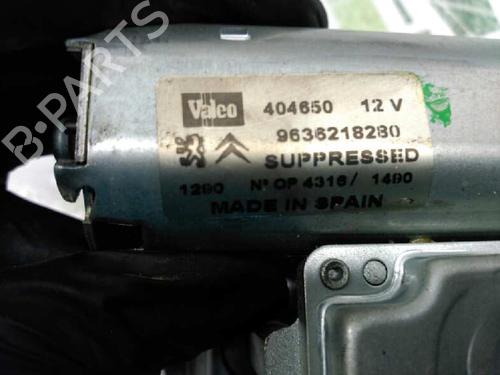 Valeo 404650 12 V
9636218280
SUPPRESSED
1290 N° OP 4316 / 1490
MADE IN SPAIN
B-PARTS